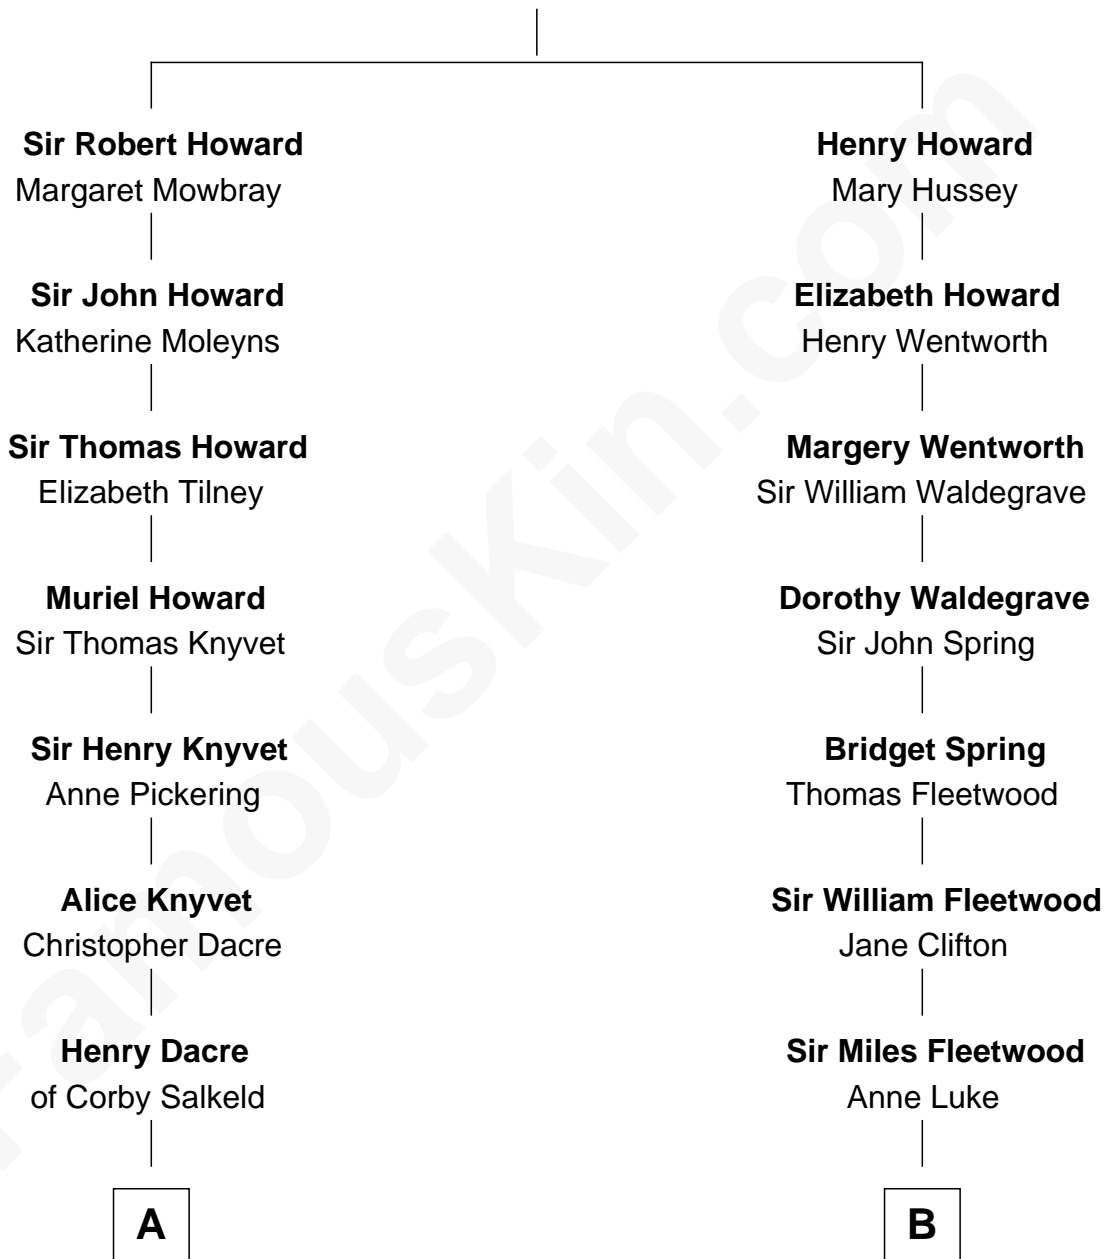 Sir Robert Howard
Margaret Mowbray
Sir John Howard
Katherine Moleyns
Sir Thomas Howard
Elizabeth Tilney
Muriel Howard
Sir Thomas Knyvet
Sir Henry Knyvet
Anne Pickering
Alice Knyvet
Christopher Dacre
Henry Dacre
of Corby Salkeld
A
Henry Howard
Mary Hussey
Elizabeth Howard
Henry Wentworth
Margery Wentworth
Sir William Waldegrave
Dorothy Waldegrave
Sir John Spring
Bridget Spring
Thomas Fleetwood
Sir William Fleetwood
Jane Clifton
Sir Miles Fleetwood
Anne Luke
B
FamousKin.com